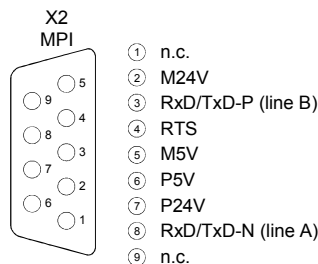 X2
MPI
5
9
4
8
3
7
2
6
1
1 n.c.
2 M24V
3 RxD/TxD-P (line B)
4 RTS
5 M5V
6 P5V
7 P24V
8 RxD/TxD-N (line A)
9 n.c.